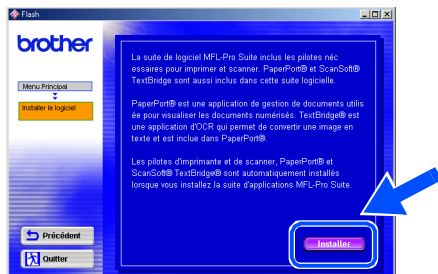 Flash
brother
Menu Principal
Installer le logiciel
La suite de logiciel MFL-Pro Suite inclus les pilotes néc
essaires pour imprimer et scanner. PaperPort® et ScanSoft®
TextBridge® sont aussi inclus dans cette suite logicielle.
PaperPort® est une application de gestion de documents utilis
ée pour visualiser les documents numérisés. TextBridge® est
une application d'OCR qui permet de convertir une image en
texte et est incluse dans PaperPort®.
Les pilotes d'imprimante et de scanner, PaperPort® et
ScanSoft® TextBridge® sont automatiquement installés
lorsque vous installez la suite d'applications MFL-Pro Suite.
Installer
Précédent
Quitter